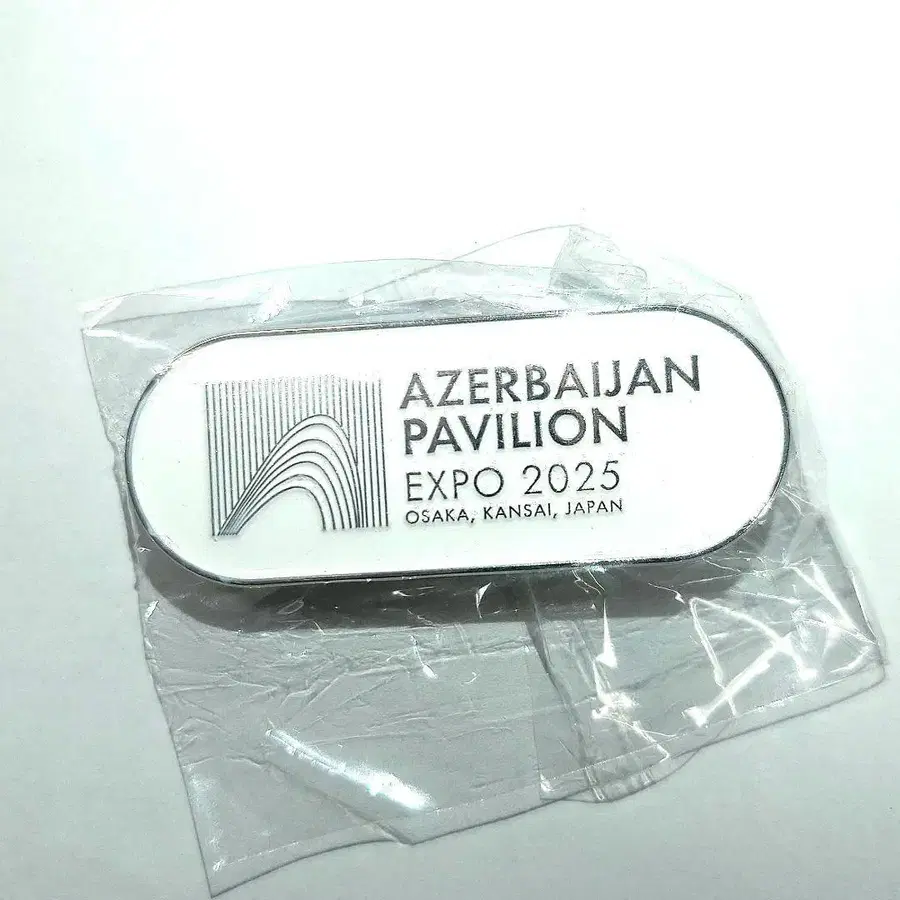 AZERBAIJAN
PAVILION
EXPO 2025
OSAKA, KANSAI, JAPAN